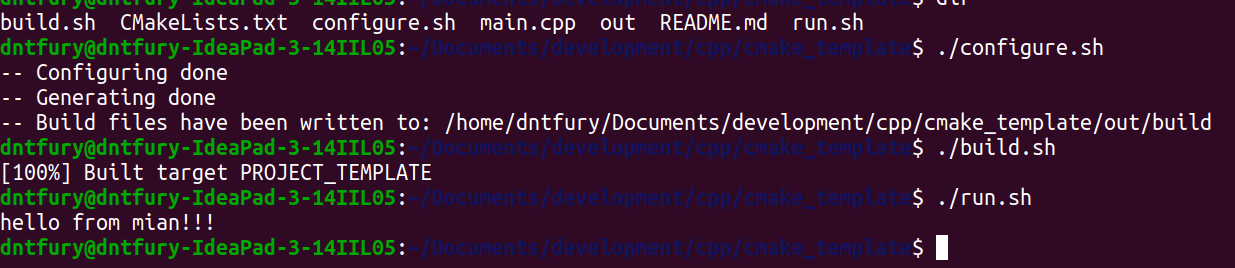 build.sh  CMakeLists.txt  configure.sh  main.cpp  out  README.md  run.sh
dntfury@dntfury-IdeaPad-3-14IIL05:~/Documents/development/cpp/cmake_template$ ./configure.sh
-- Configuring done
-- Generating done
-- Build files have been written to: /home/dntfury/Documents/development/cpp/cmake_template/out/build
dntfury@dntfury-IdeaPad-3-14IIL05:~/Documents/development/cpp/cmake_template$ ./build.sh
[100%] Built target PROJECT_TEMPLATE
dntfury@dntfury-IdeaPad-3-14IIL05:~/Documents/development/cpp/cmake_template$ ./run.sh
hello from mian!!!
dntfury@dntfury-IdeaPad-3-14IIL05:~/Documents/development/cpp/cmake_template$